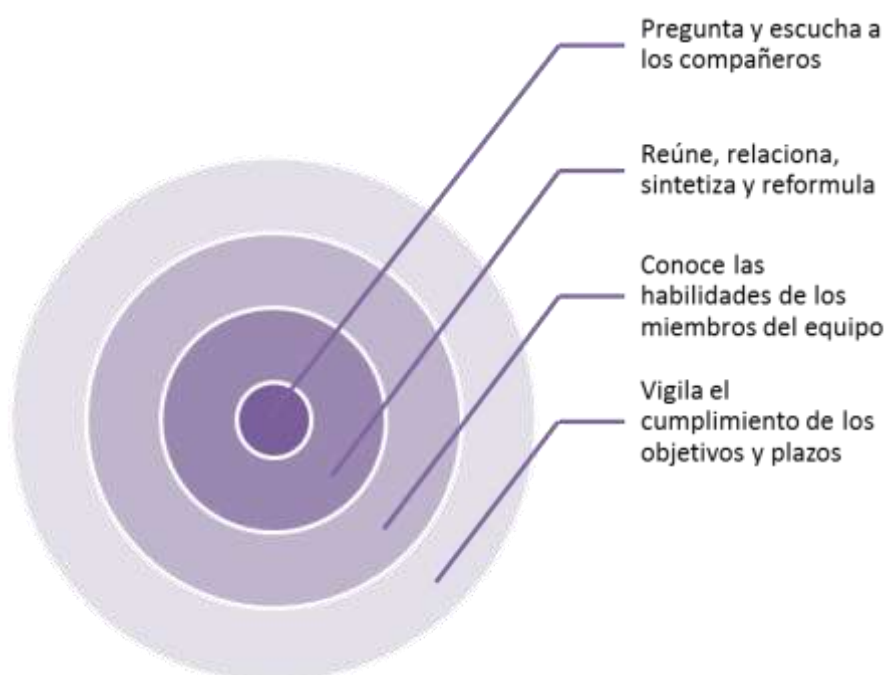 Pregunta y escucha a
los compañeros
Reúne, relaciona,
sintetiza y reformula
Conoce las
habilidades de los
miembros del equipo
Vigila el
cumplimiento de los
objetivos y plazos